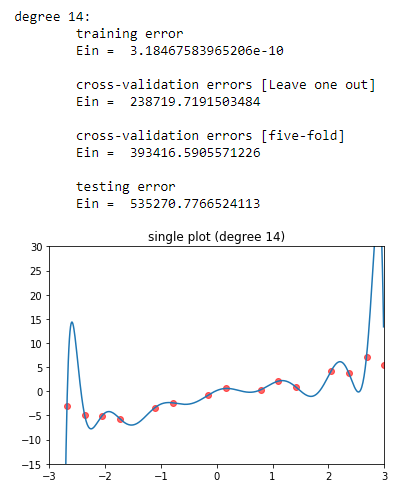 degree 14:
training error
Ein = 3.18467583965206e-10
cross-validation errors [Leave one out]
Ein = 238719.7191503484
cross-validation errors [five-fold]
Ein = 393416.5905571226
testing error
Ein = 535270.7766524113
single plot (degree 14)
30
25
20
15
10
5
0
−5
−10
−15
−3 −2 −1 0 1 2 3